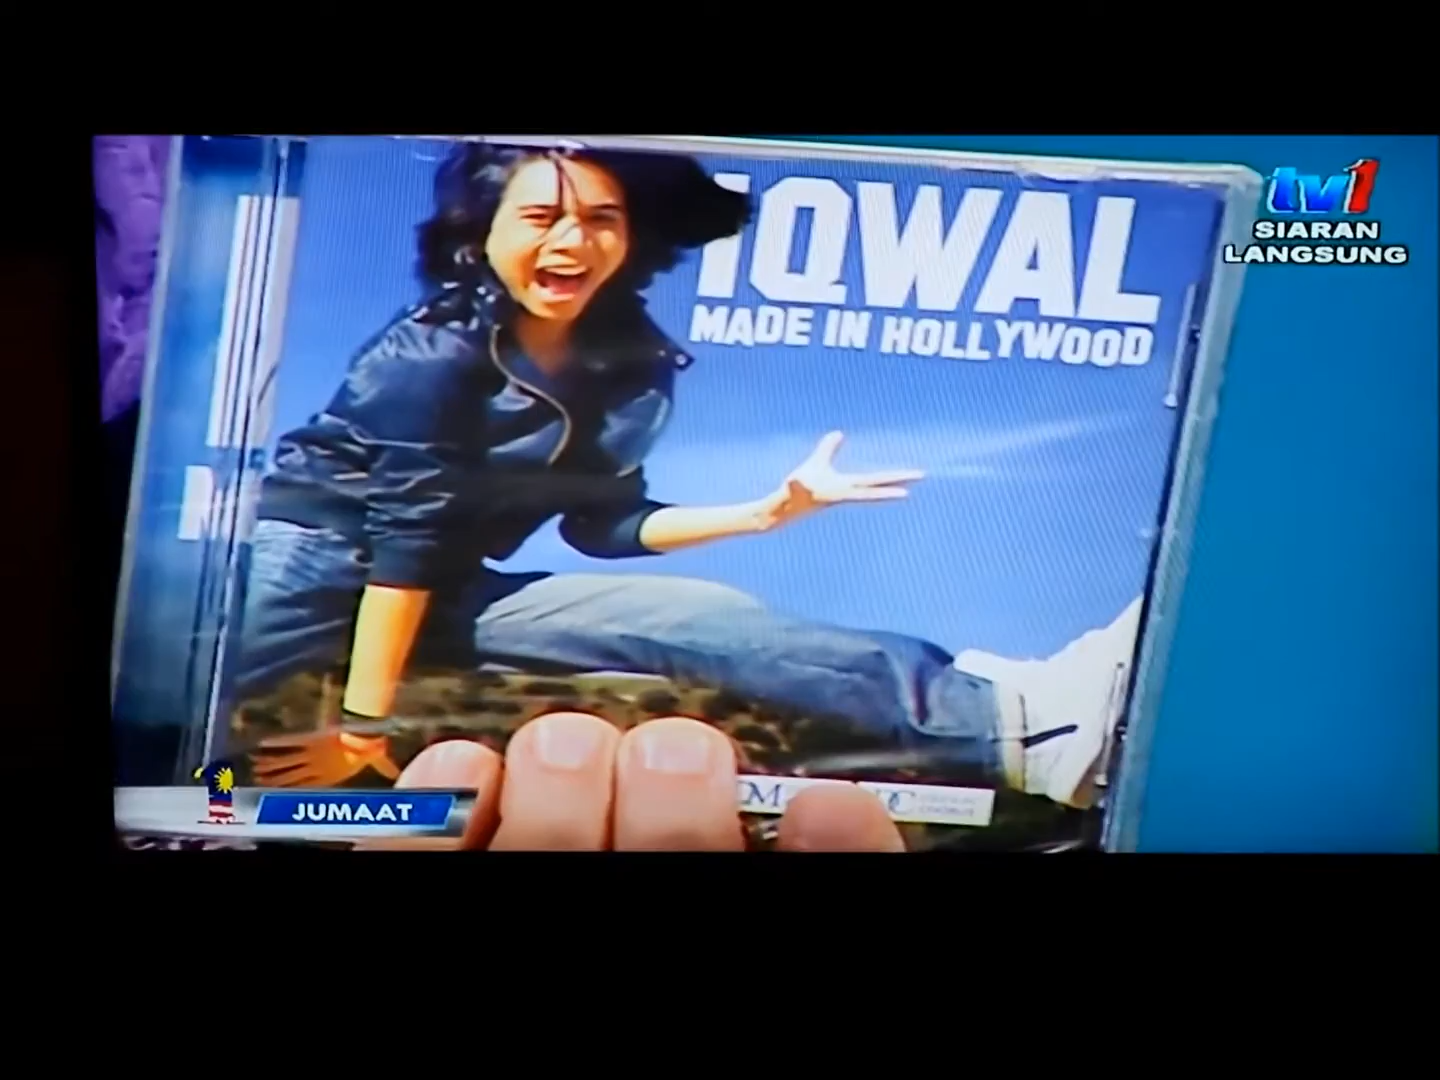 IQWAL
MADE IN HOLLYWOOD
tv1
SIARAN
LANGSUNG
JUMAAT